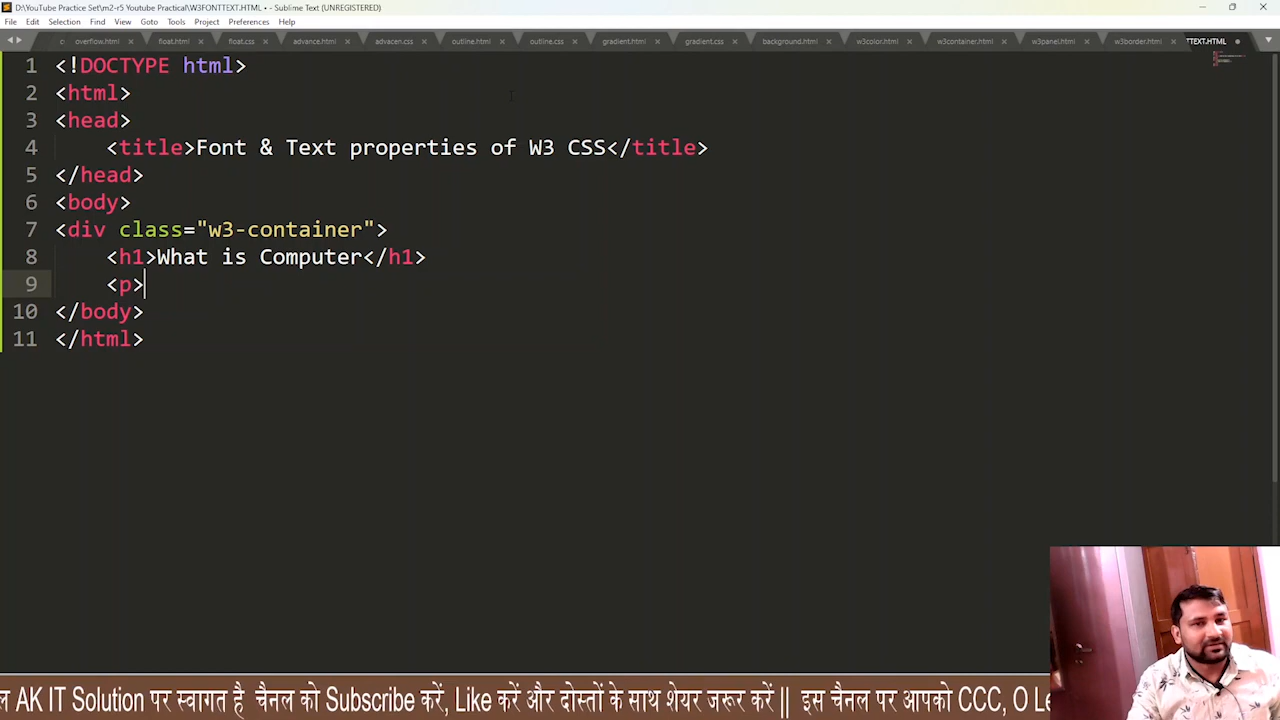 D:\YouTube Practice Set\m2-r5 Youtube Practical\W3FONTTEXT.HTML • - Sublime Text (UNREGISTERED)
File Edit Selection Find View Goto Tools Project Preferences Help
overflow.html float.html float.css advance.html advacen.css outline.html outline.css gradient.html gradient.css background.html w3color.html w3container.html w3panel.html w3border.html TTEXT.HTML
1 <!DOCTYPE html>
2 <html>
3 <head>
4 <title>Font & Text properties of W3 CSS</title>
5 </head>
6 <body>
7 <div class="w3-container">
8 <h1>What is Computer</h1>
9 <p>
10 </body>
11 </html>
ल AK IT Solution पर स्वागत है चैनल को Subscribe करें, Like करें और दोस्तों के साथ शेयर जरूर करें || इस चैनल पर आपको CCC, O Le